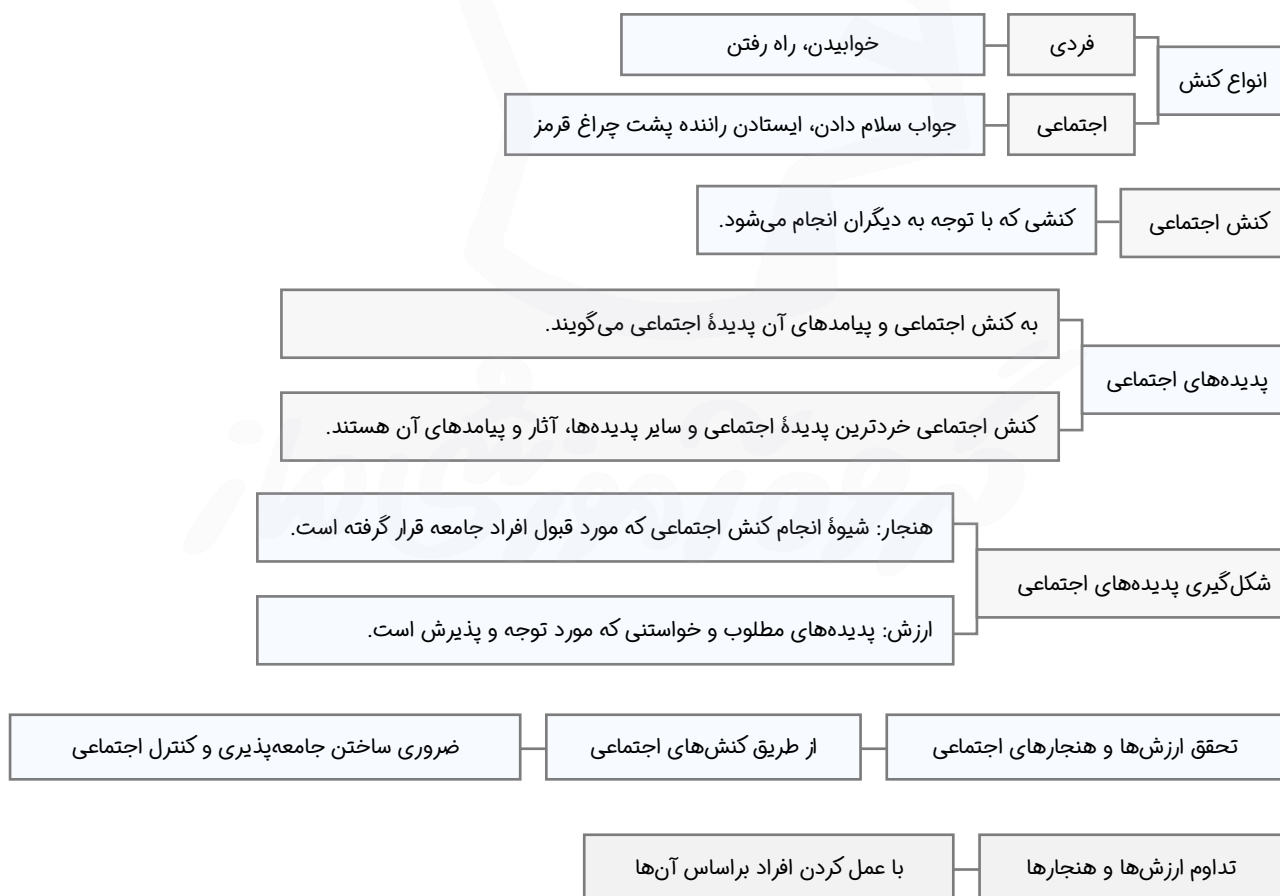 انواع کنش
فردی
خوابیدن، راه رفتن
اجتماعی
جواب سلام دادن، ایستادن راننده پشت چراغ قرمز
کنش اجتماعی
کنشی که با توجه به دیگران انجام می‌شود.
پدیده‌های اجتماعی
به کنش اجتماعی و پیامدهای آن پدیدۀ اجتماعی می‌گویند.
کنش اجتماعی خردترین پدیدۀ اجتماعی و سایر پدیده‌ها، آثار و پیامدهای آن هستند.
شکل‌گیری پدیده‌های اجتماعی
هنجار: شیوۀ انجام کنش اجتماعی که مورد قبول افراد جامعه قرار گرفته است.
ارزش: پدیده‌های مطلوب و خواستنی که مورد توجه و پذیرش است.
تحقق ارزش‌ها و هنجارهای اجتماعی
از طریق کنش‌های اجتماعی
ضروری ساختن جامعه‌پذیری و کنترل اجتماعی
تداوم ارزش‌ها و هنجارها
با عمل کردن افراد براساس آن‌ها